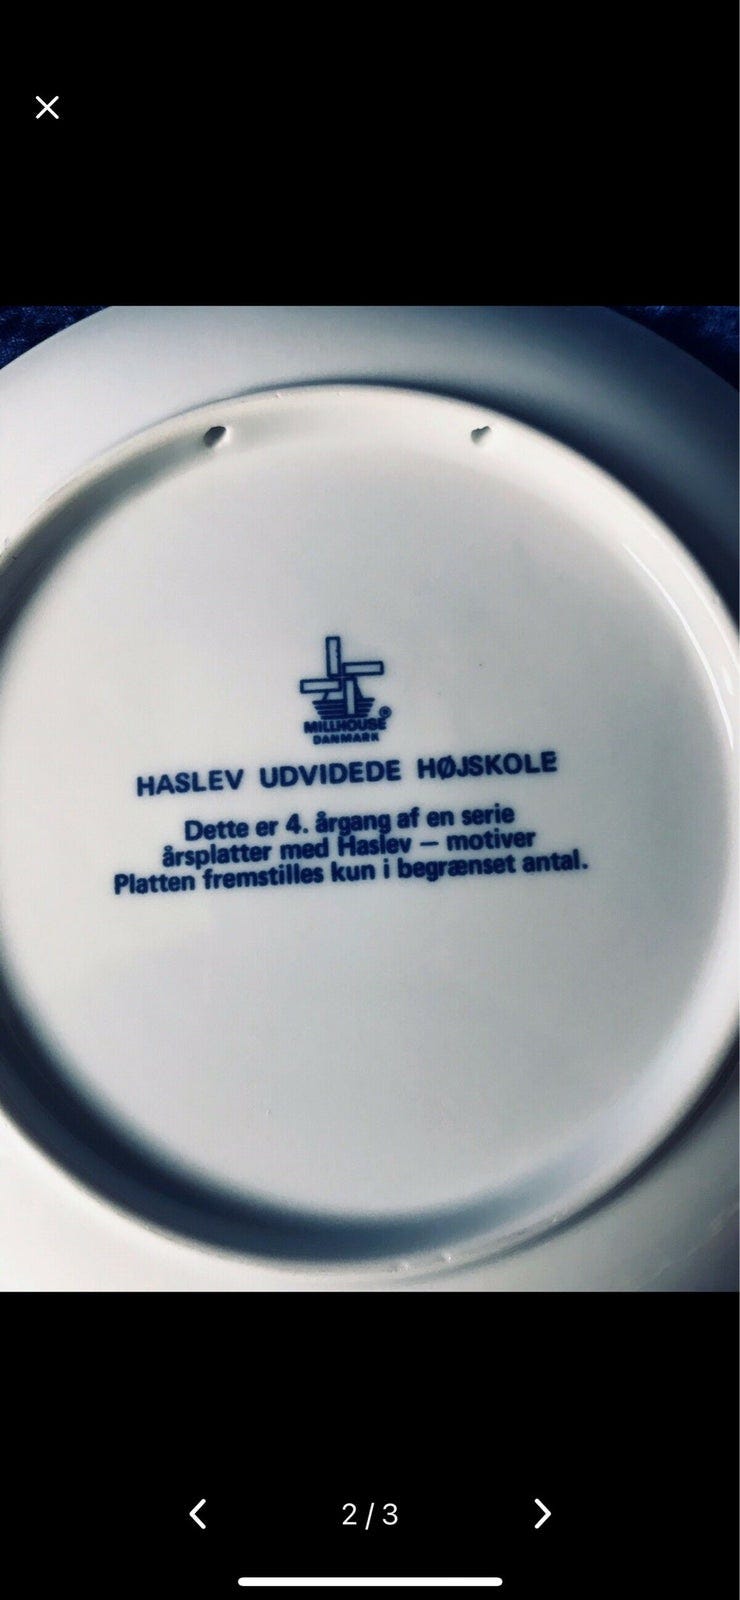 MILLHOUSE ®
DANMARK
HASLEV UDVIDEDE HØJSKOLE
Dette er 4. årgang af en serie
årsplatter med Haslev – motiver
Platten fremstilles kun i begrænset antal.
2/3